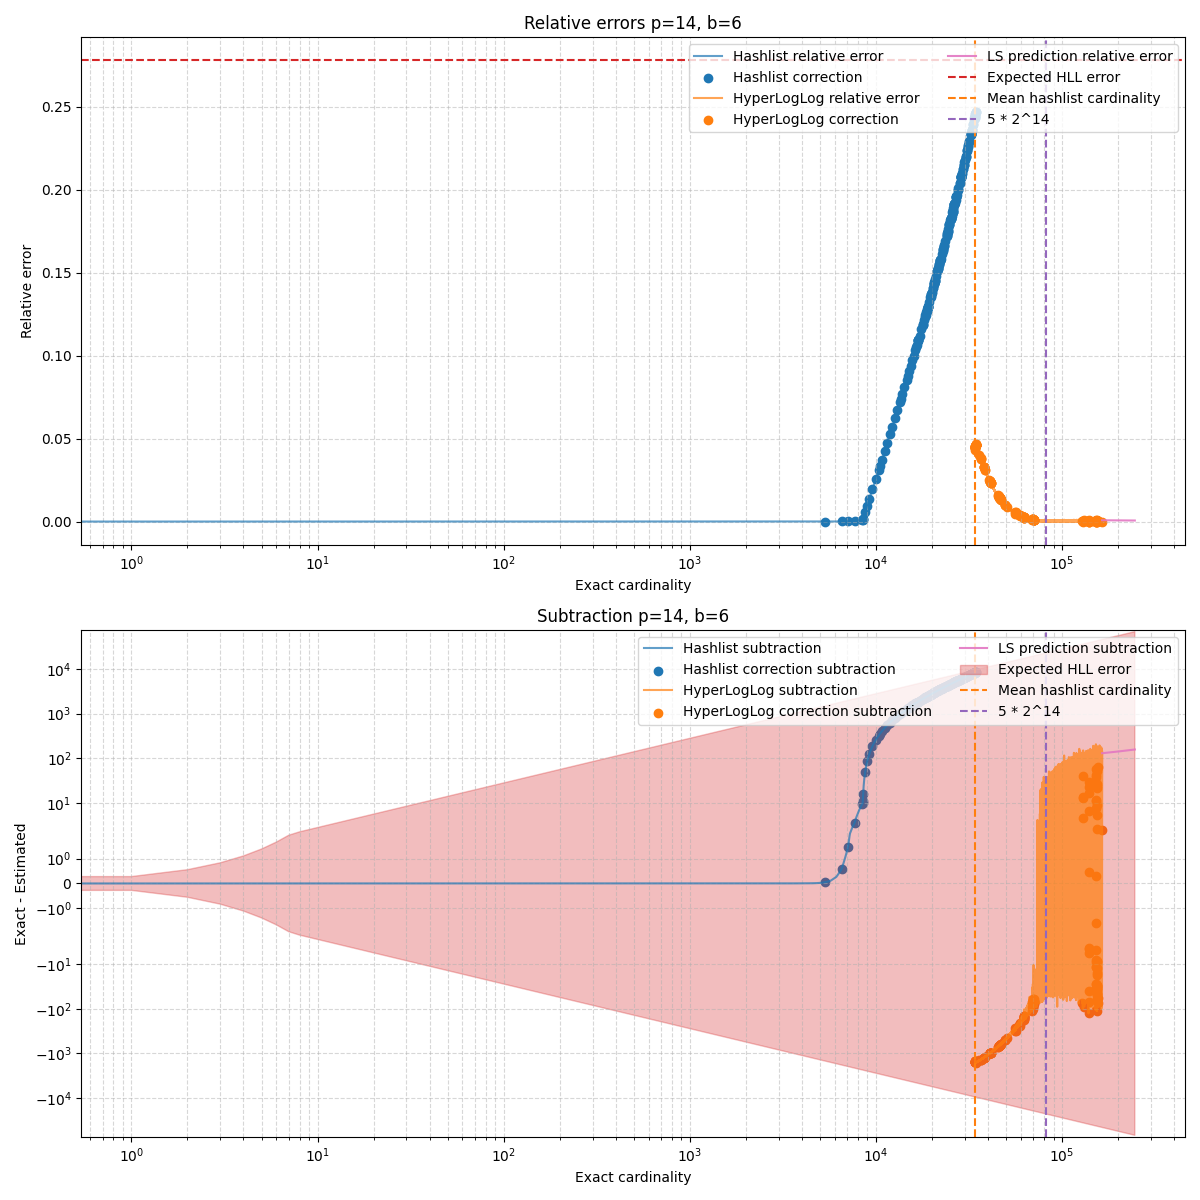 Relative errors p=14, b=6
Hashlist relative error
Hashlist correction
HyperLogLog relative error
HyperLogLog correction
LS prediction relative error
Expected HLL error
Mean hashlist cardinality
5 * 2^14
Relative error
0.25
0.20
0.15
0.10
0.05
0.00
10^0 10^1 10^2 10^3 10^4 10^5
Exact cardinality
Subtraction p=14, b=6
Hashlist subtraction
Hashlist correction subtraction
HyperLogLog subtraction
HyperLogLog correction subtraction
LS prediction subtraction
Expected HLL error
Mean hashlist cardinality
5 * 2^14
Exact - Estimated
10^4
10^3
10^2
10^1
10^0
0
−10^0
−10^1
−10^2
−10^3
−10^4
10^0 10^1 10^2 10^3 10^4 10^5
Exact cardinality